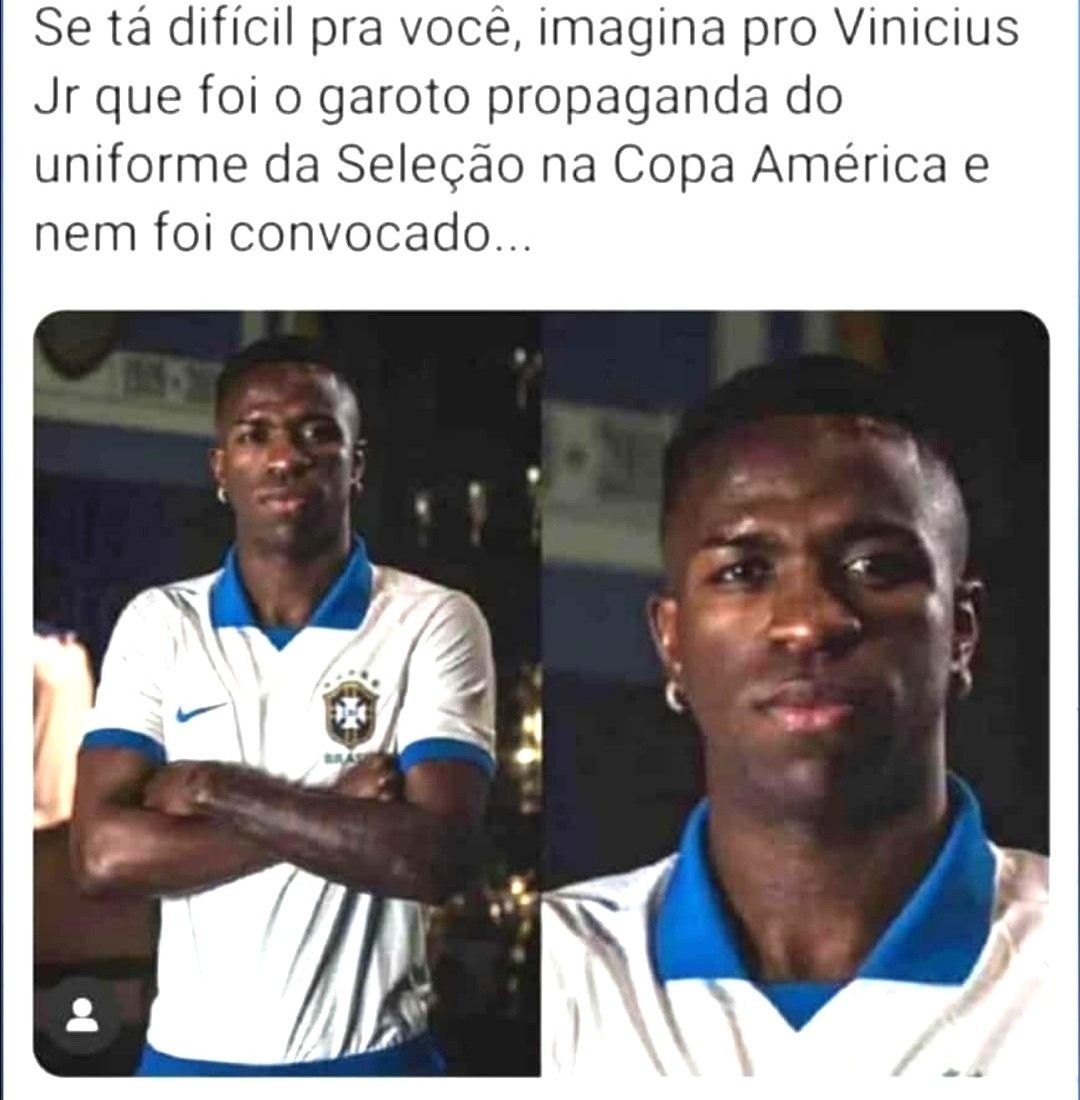 Se tá difícil pra você, imagina pro Vinicius
Jr que foi o garoto propaganda do
uniforme da Seleção na Copa América e
nem foi convocado...